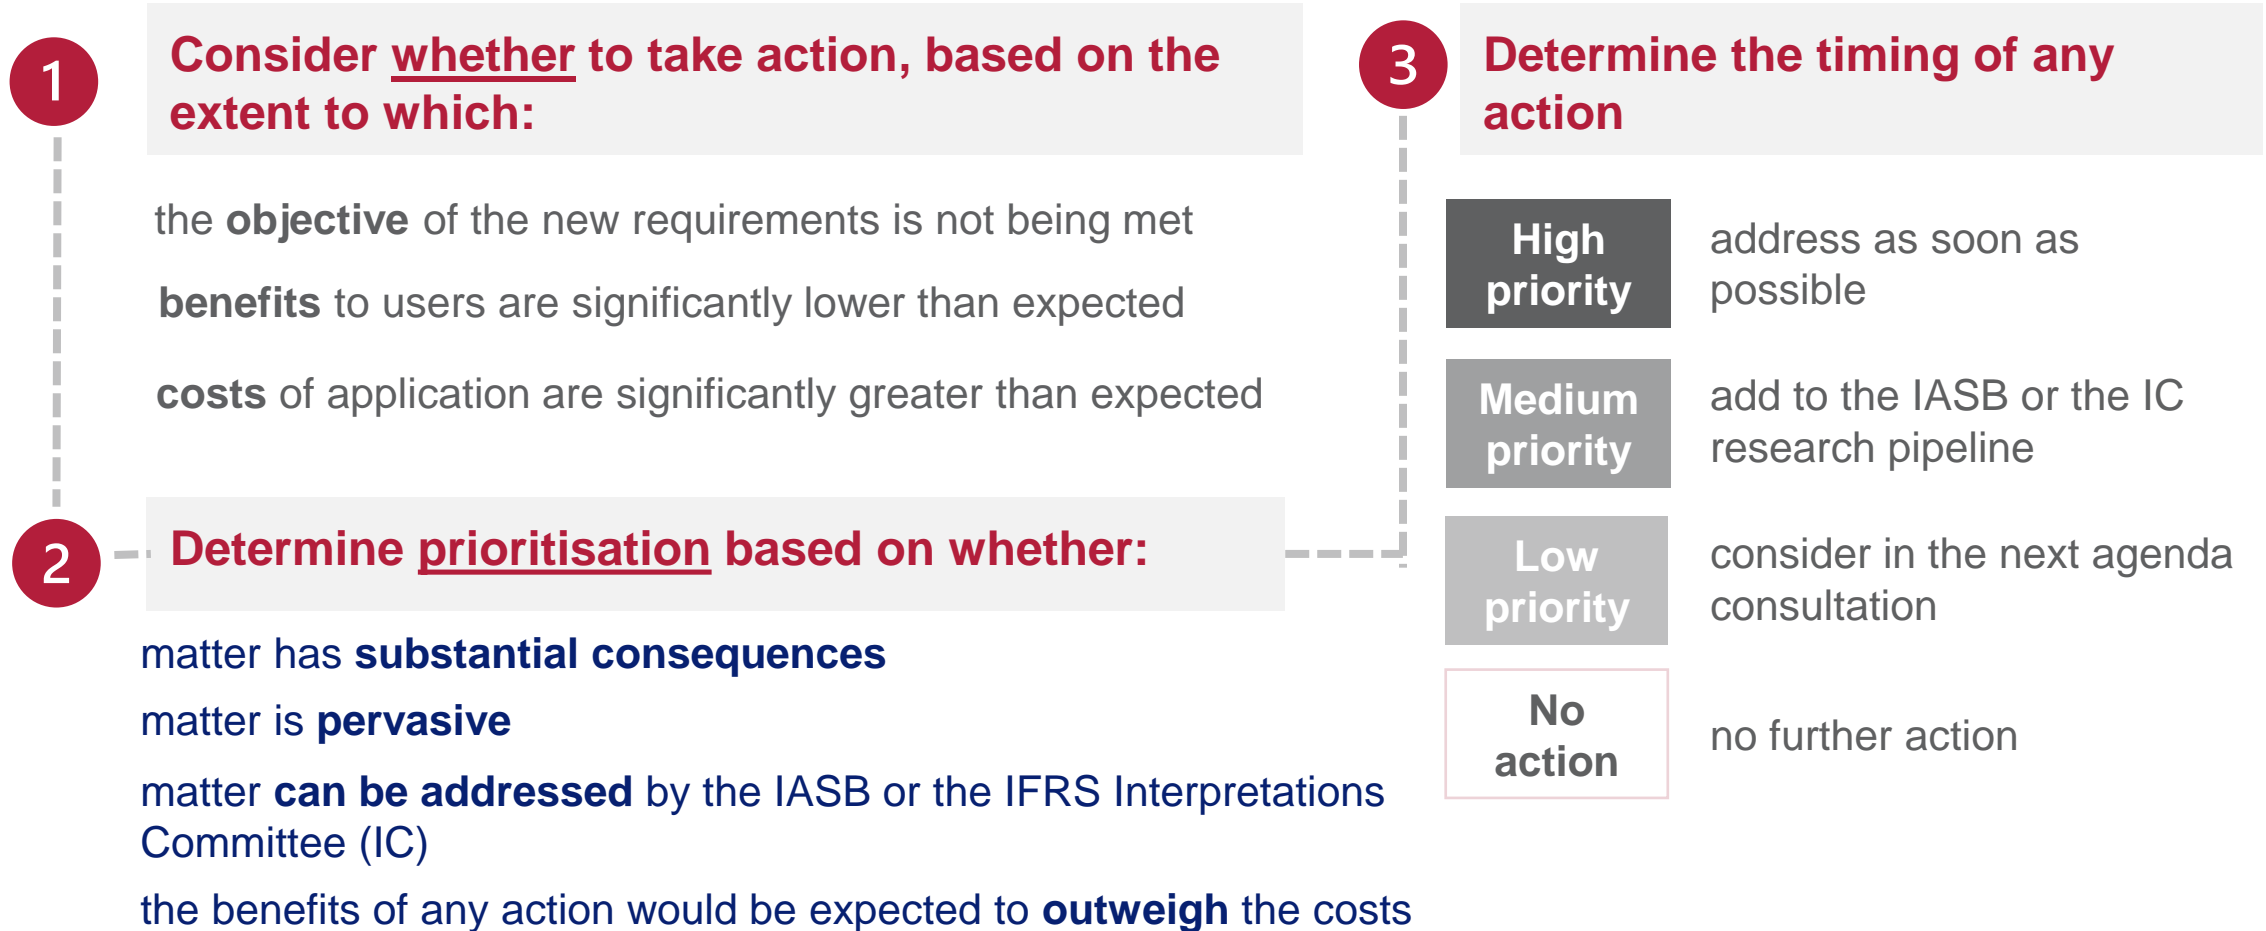 1
Consider whether to take action, based on the
extent to which:
the objective of the new requirements is not being met
benefits to users are significantly lower than expected
costs of application are significantly greater than expected
2
Determine prioritisation based on whether:
matter has substantial consequences
matter is pervasive
matter can be addressed by the IASB or the IFRS Interpretations
Committee (IC)
the benefits of any action would be expected to outweigh the costs
3
Determine the timing of any
action
High
priority
address as soon as
possible
Medium
priority
add to the IASB or the IC
research pipeline
Low
priority
consider in the next agenda
consultation
No
action
no further action